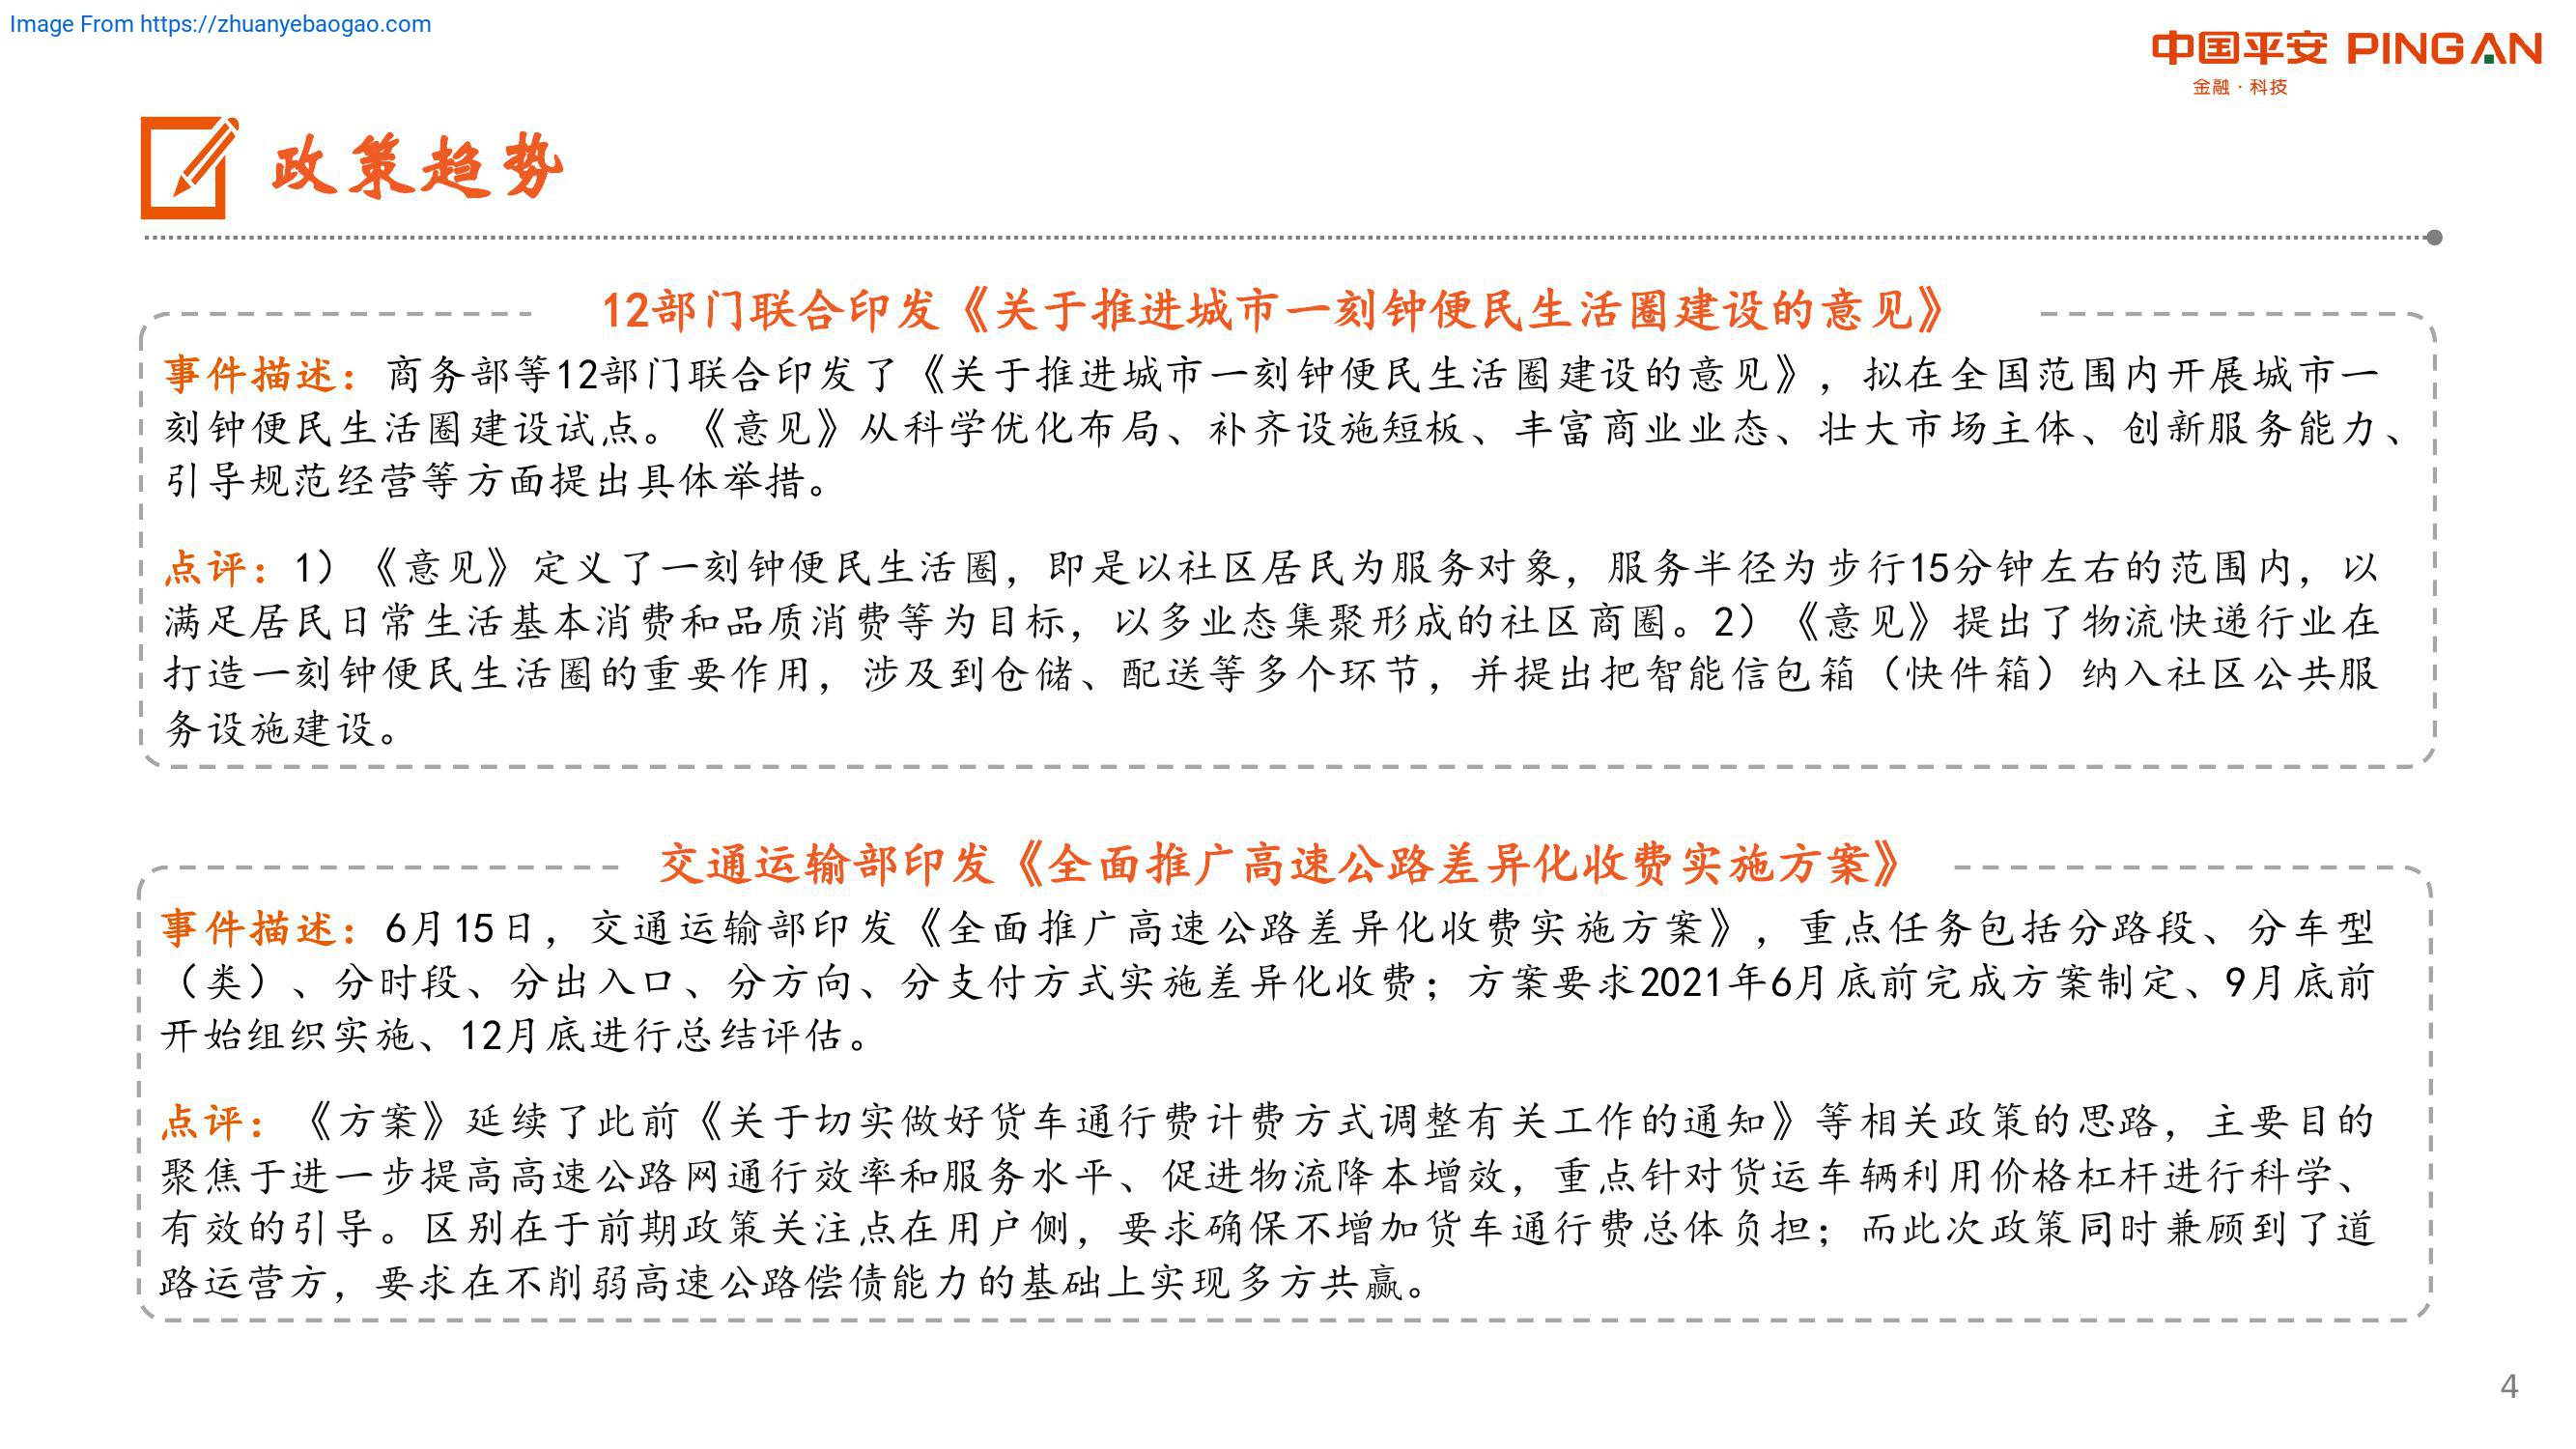 Image From https://zhuanyebaogao.com
中国平安 PINGAN
金融·科技
政策趋势
12部门联合印发《关于推进城市一刻钟便民生活圈建设的意见》
事件描述：商务部等12部门联合印发了《关于推进城市一刻钟便民生活圈建设的意见》，拟在全国范围内开展城市一
刻钟便民生活圈建设试点。《意见》从科学优化布局、补齐设施短板、丰富商业业态、壮大市场主体、创新服务能力、
引导规范经营等方面提出具体举措。
点评：1）《意见》定义了一刻钟便民生活圈，即是以社区居民为服务对象，服务半径为步行15分钟左右的范围内，以
满足居民日常生活基本消费和品质消费等为目标，以多业态集聚形成的社区商圈。2）《意见》提出了物流快递行业在
打造一刻钟便民生活圈的重要作用，涉及到仓储、配送等多个环节，并提出把智能信包箱（快件箱）纳入社区公共服
务设施建设。
交通运输部印发《全面推广高速公路差异化收费实施方案》
事件描述：6月15日，交通运输部印发《全面推广高速公路差异化收费实施方案》，重点任务包括分路段、分车型
（类）、分时段、分出入口、分方向、分支付方式实施差异化收费；方案要求2021年6月底前完成方案制定、9月底前
开始组织实施、12月底进行总结评估。
点评：《方案》延续了此前《关于切实做好货车通行费计费方式调整有关工作的通知》等相关政策的思路，主要目的
聚焦于进一步提高高速公路网通行效率和服务水平、促进物流降本增效，重点针对货运车辆利用价格杠杆进行科学、
有效的引导。区别在于前期政策关注点在用户侧，要求确保不增加货车通行费总体负担；而此次政策同时兼顾到了道
路运营方，要求在不削弱高速公路偿债能力的基础上实现多方共赢。
4